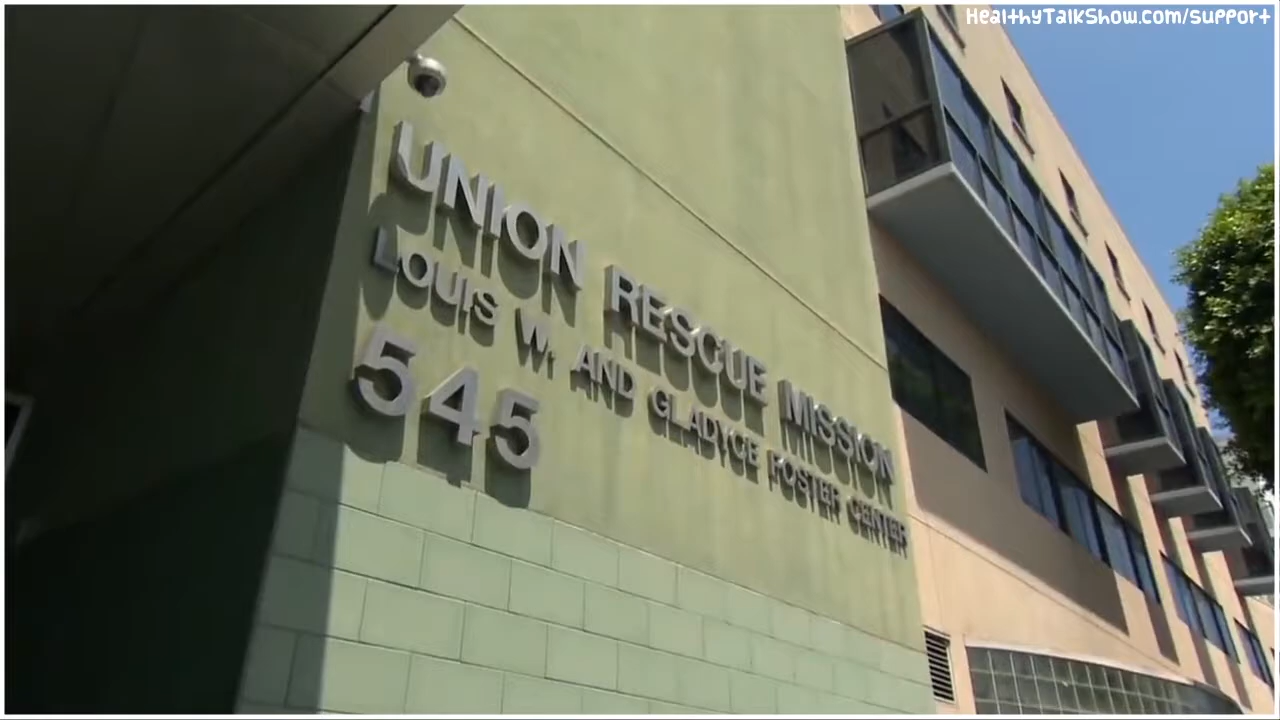 HealthyTalkShow.com/support
UNION RESCUE MISSION
LOUIS W. AND GLADYCE FOSTER CENTER
545